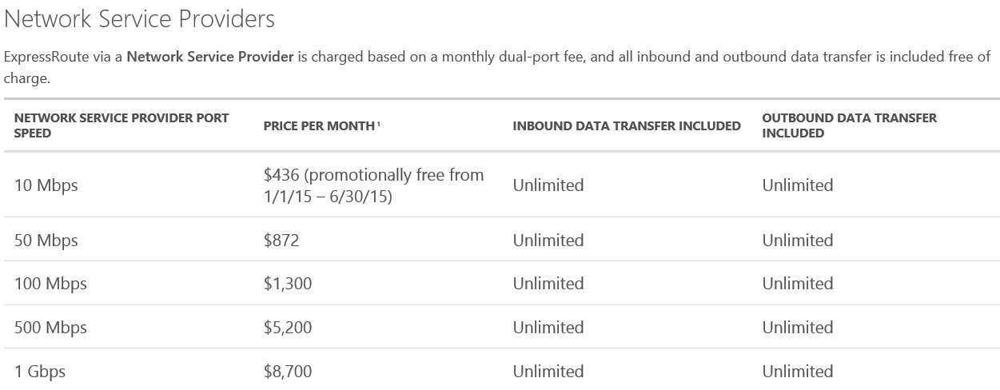 Network Service Providers
ExpressRoute via a Network Service Provider is charged based on a monthly dual-port fee, and all inbound and outbound data transfer is included free of
charge.
NETWORK SERVICE PROVIDER PORT
SPEED
PRICE PER MONTH ¹
INBOUND DATA TRANSFER INCLUDED
OUTBOUND DATA TRANSFER
INCLUDED
10 Mbps
$436 (promotionally free from
1/1/15 – 6/30/15)
Unlimited
Unlimited
50 Mbps
$872
Unlimited
Unlimited
100 Mbps
$1,300
Unlimited
Unlimited
500 Mbps
$5,200
Unlimited
Unlimited
1 Gbps
$8,700
Unlimited
Unlimited